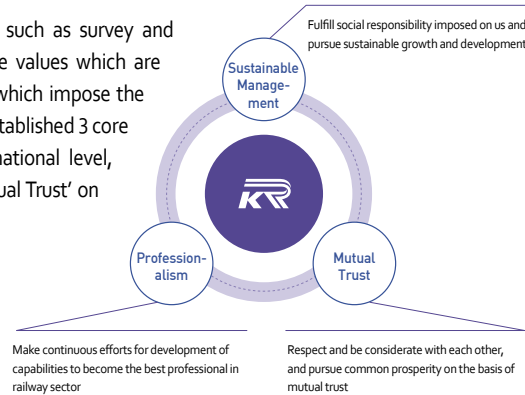 such as survey and
e values which are
which impose the
tablished 3 core
national level,
ual Trust' on
Fulfill social responsibility imposed on us and
pursue sustainable growth and development
Sustainable
Manage-
ment
KR
Profession-
alism
Mutual
Trust
Make continuous efforts for development of
capabilities to become the best professional in
railway sector
Respect and be considerate with each other,
and pursue common prosperity on the basis of
mutual trust